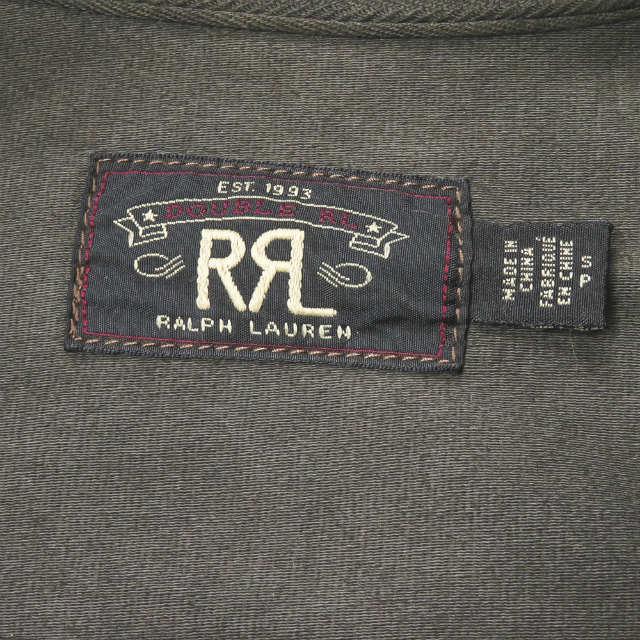 EST. 1993
DOUBLE RL
RRL
RALPH LAUREN
MADE IN
CHINA
FABRIQUÉ
EN CHINE
S
P